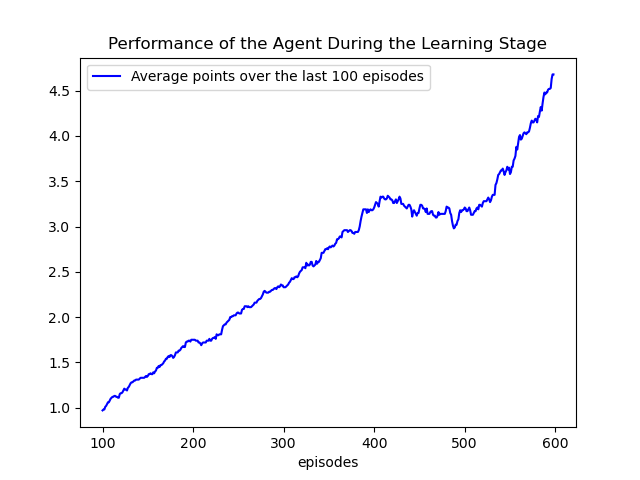 Performance of the Agent During the Learning Stage
Average points over the last 100 episodes
4.5
4.0
3.5
3.0
2.5
2.0
1.5
1.0
100 200 300 400 500 600
episodes